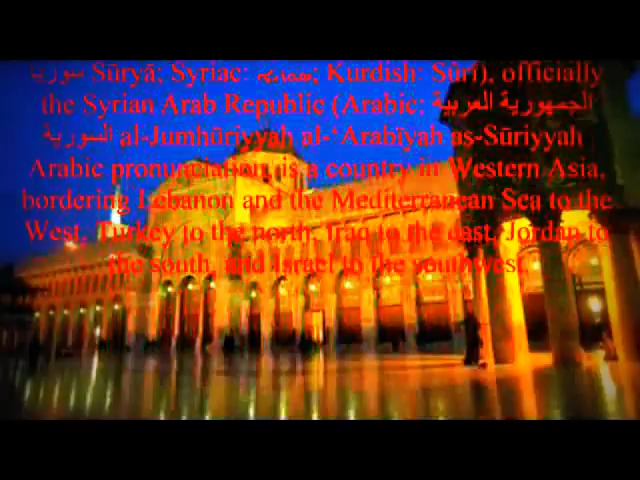 سوريا Sūryā; Syriac: ܣܘܪܝܐ; Kurdish: Sûrî), officially
the Syrian Arab Republic (Arabic: الجمهورية العربية
السورية al-Jumhūriyyah al-ʻArabīyah as-Sūriyyah
Arabic pronunciation, is a country in Western Asia,
bordering Lebanon and the Mediterranean Sea to the
West, Turkey to the north, Iraq to the east, Jordan to
the south, and Israel to the southwest.